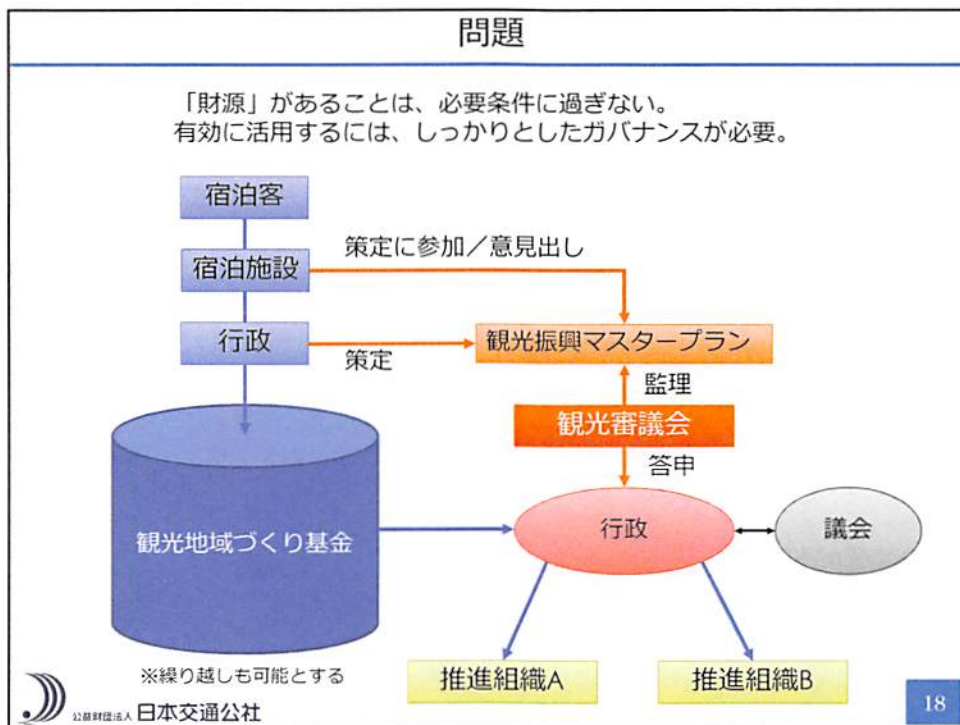 問題
「財源」があることは、必要条件に過ぎない。
有効に活用するには、しっかりとしたガバナンスが必要。
宿泊客
宿泊施設
策定に参加／意見出し
行政
策定
観光振興マスタープラン
監理
観光審議会
答申
観光地域づくり基金
行政
議会
※繰り越しも可能とする
推進組織A
推進組織B
公益財団法人 日本交通公社
18